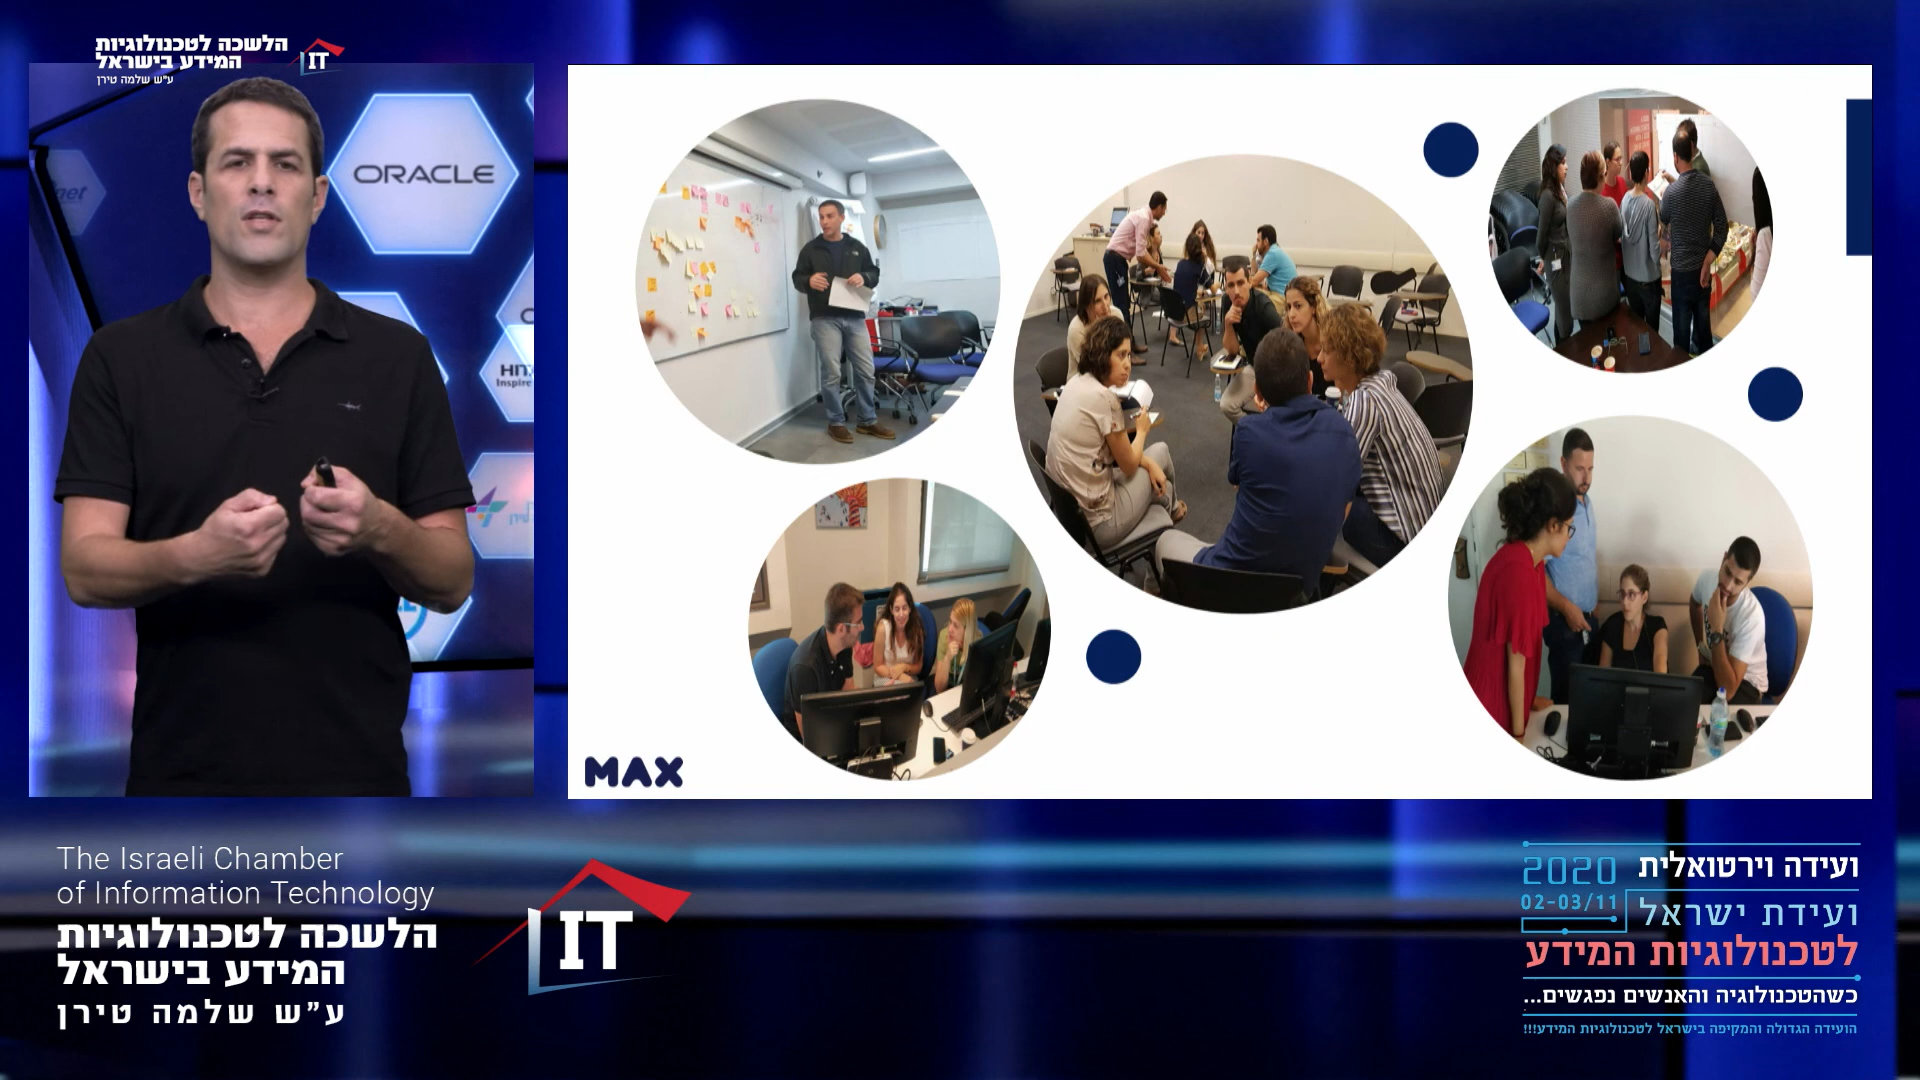 הלשכה לטכנולוגיות
המידע בישראל
ע"ש שלמה טירן
IT
net
ORACLE
Inspire
MAX
The Israeli Chamber
of Information Technology
הלשכה לטכנולוגיות
המידע בישראל
ע"ש שלמה טירן
IT
ועידה וירטואלית
2020
02-03/11
ועידת ישראל
לטכנולוגיות המידע
כשהטכנולוגיה והאנשים נפגשים...
הועידה הגדולה והמקיפה בישראל לטכנולוגיות המידע!!!